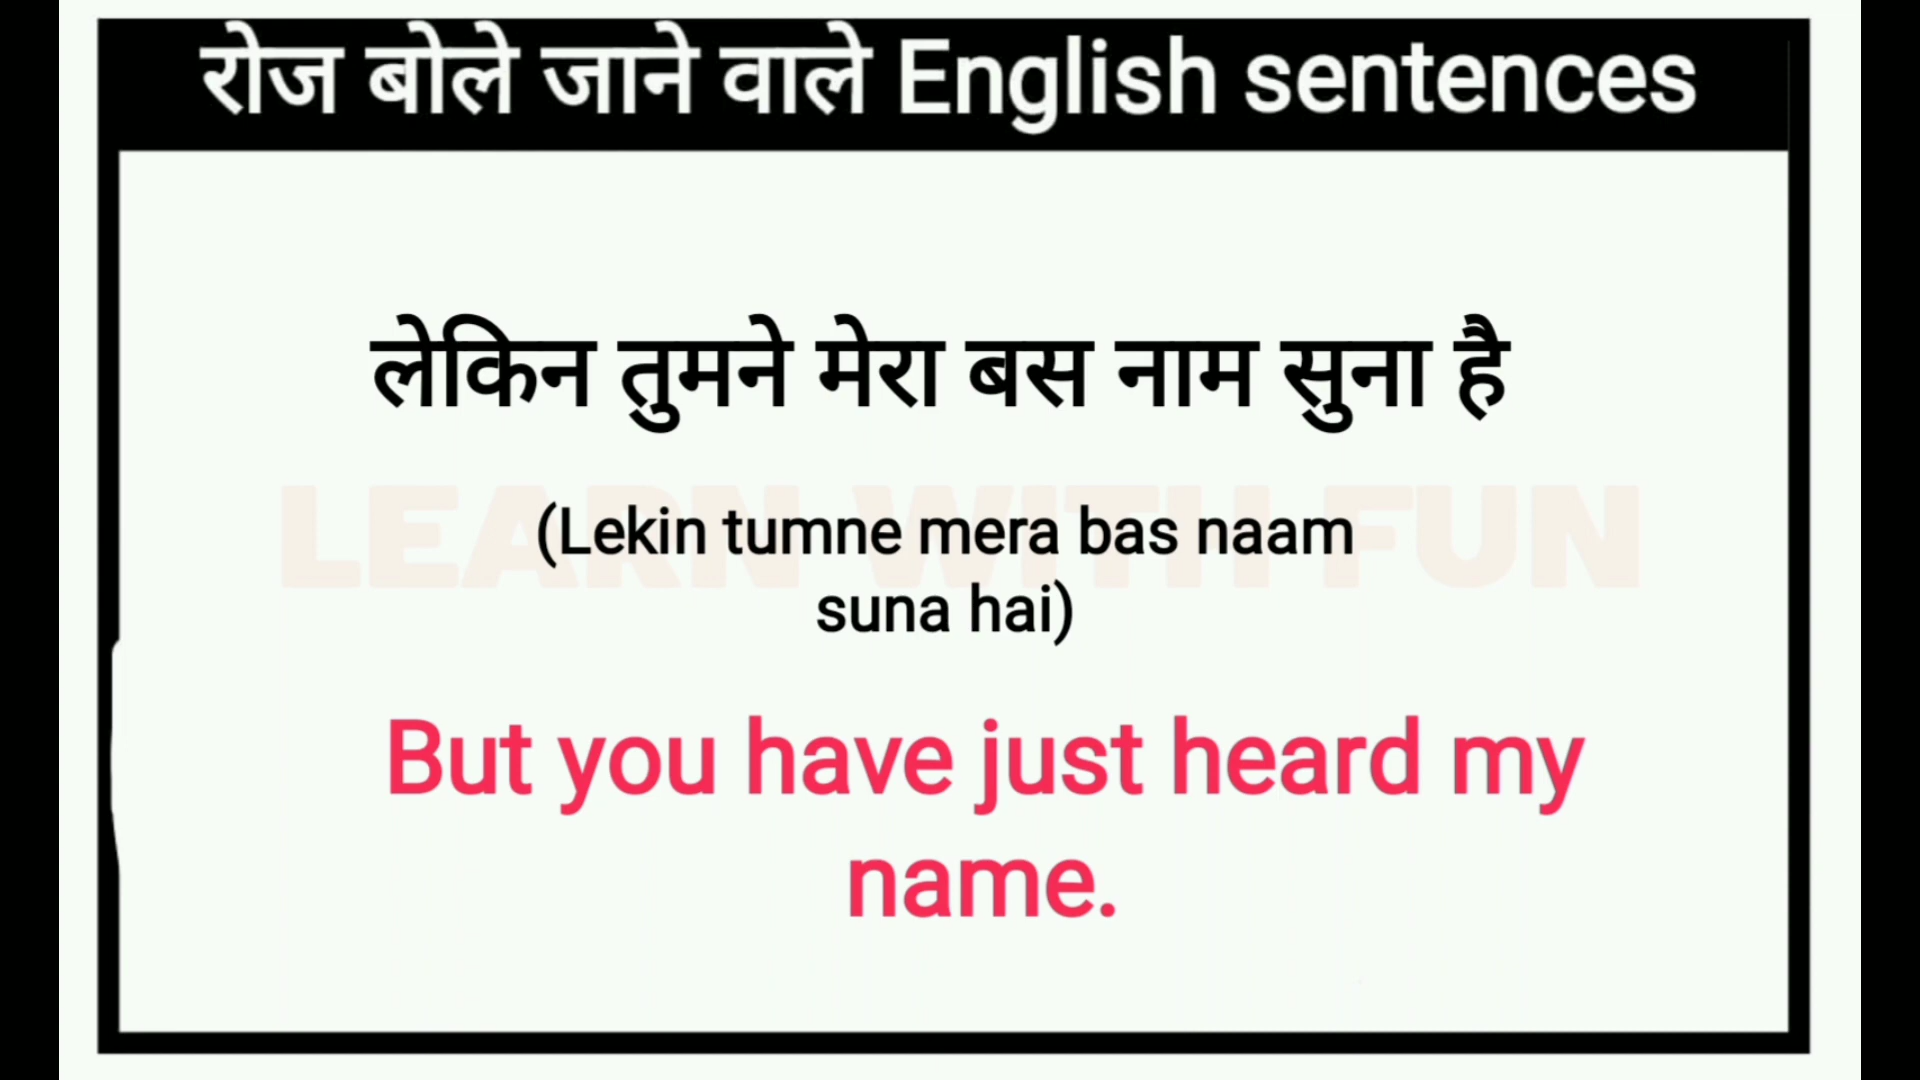 रोज बोले जाने वाले English sentences
लेकिन तुमने मेरा बस नाम सुना है
LEARN WITH FUN
(Lekin tumne mera bas naam
suna hai)
But you have just heard my
name.